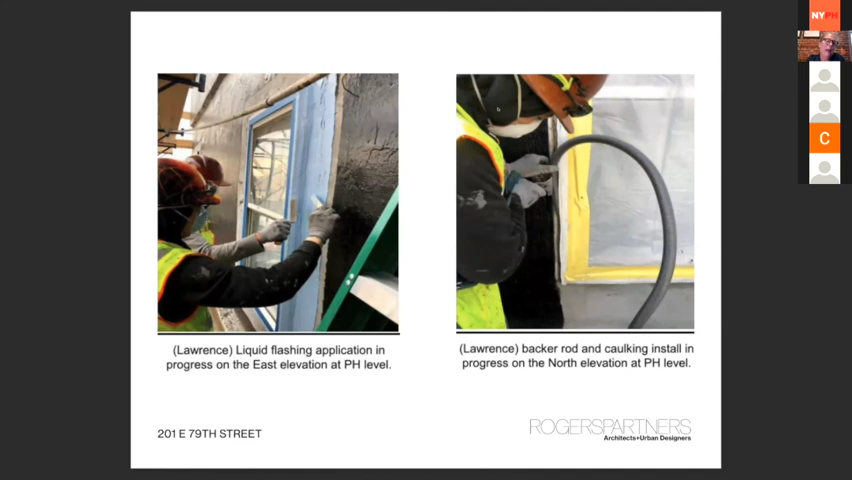 NYPH
C
(Lawrence) Liquid flashing application in
progress on the East elevation at PH level.
(Lawrence) backer rod and caulking install in
progress on the North elevation at PH level.
201 E 79TH STREET
ROGERSPARTNERS
Architects+Urban Designers